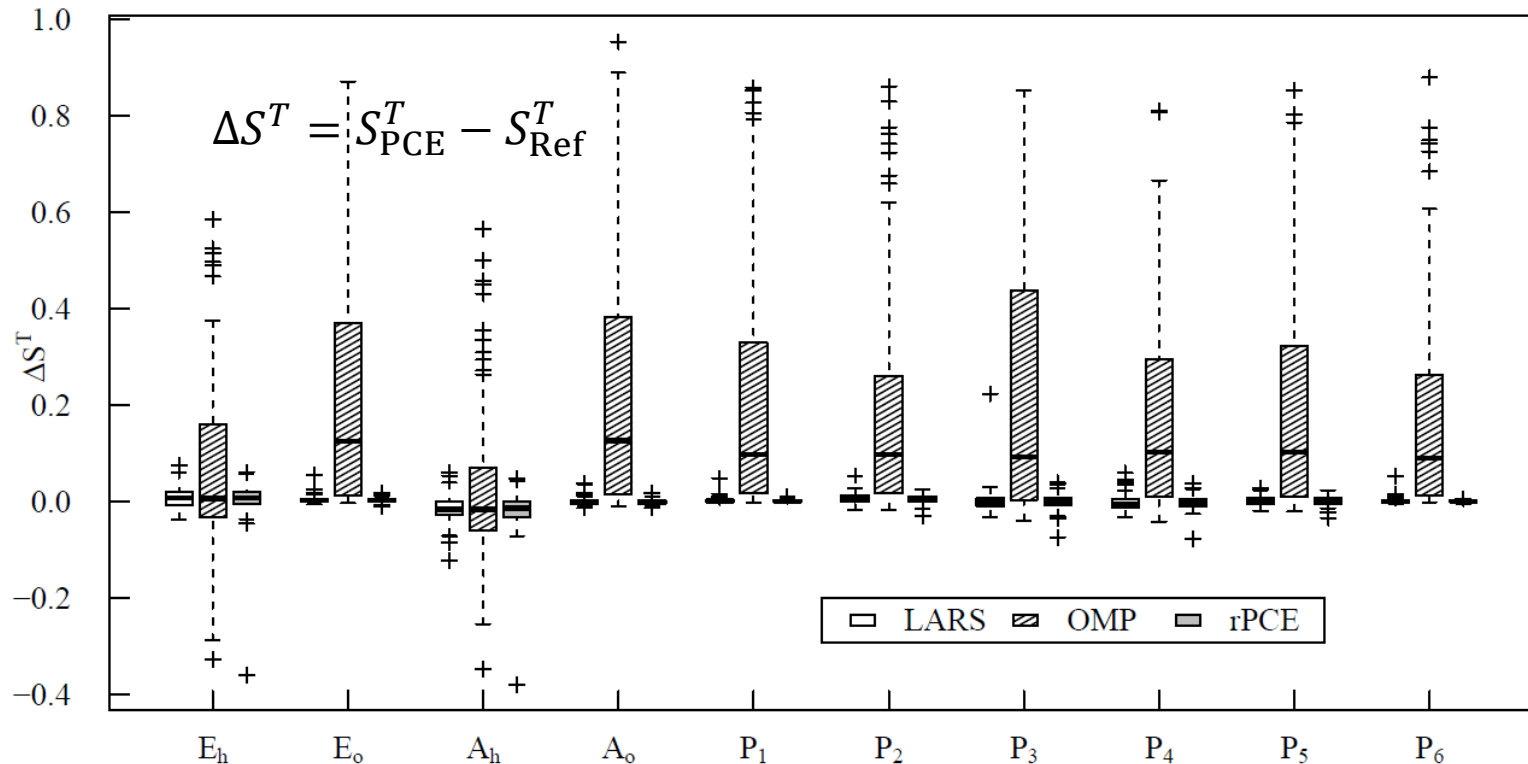 1.0
ΔS^T = S^T_PCE − S^T_Ref
0.8
0.6
0.4
ΔS^T
0.2
0.0
−0.2
LARS OMP rPCE
−0.4
E_h E_o A_h A_o P_1 P_2 P_3 P_4 P_5 P_6